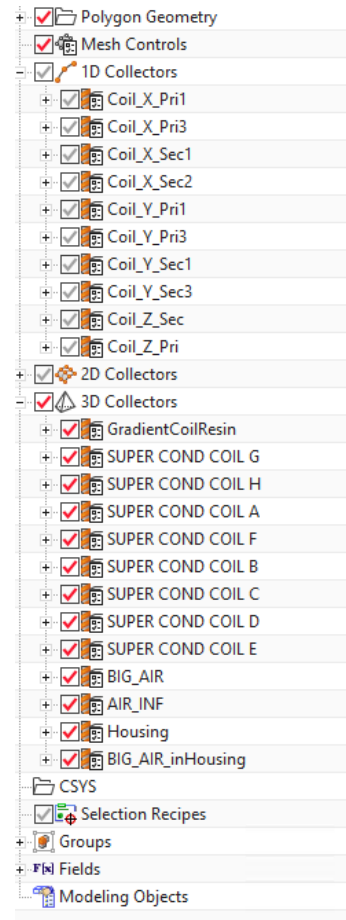 Polygon Geometry
Mesh Controls
1D Collectors
Coil_X_Pri1
Coil_X_Pri3
Coil_X_Sec1
Coil_X_Sec2
Coil_Y_Pri1
Coil_Y_Pri3
Coil_Y_Sec1
Coil_Y_Sec3
Coil_Z_Sec
Coil_Z_Pri
2D Collectors
3D Collectors
GradientCoilResin
SUPER COND COIL G
SUPER COND COIL H
SUPER COND COIL A
SUPER COND COIL F
SUPER COND COIL B
SUPER COND COIL C
SUPER COND COIL D
SUPER COND COIL E
BIG_AIR
AIR_INF
Housing
BIG_AIR_inHousing
CSYS
Selection Recipes
Groups
F(x) Fields
Modeling Objects